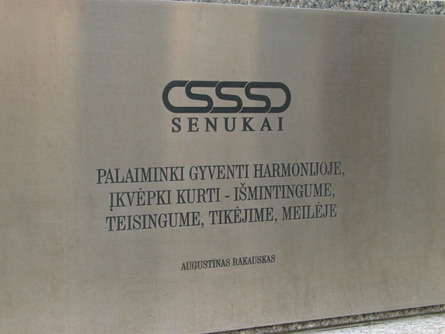 SENUKAI
PALAIMINKI GYVENTI HARMONIJOJE,
ĮKVĖPKI KURTI - IŠMINTINGUME,
TEISINGUME, TIKĖJIME, MEILĖJE
AUGUSTINAS RAKAUSKAS